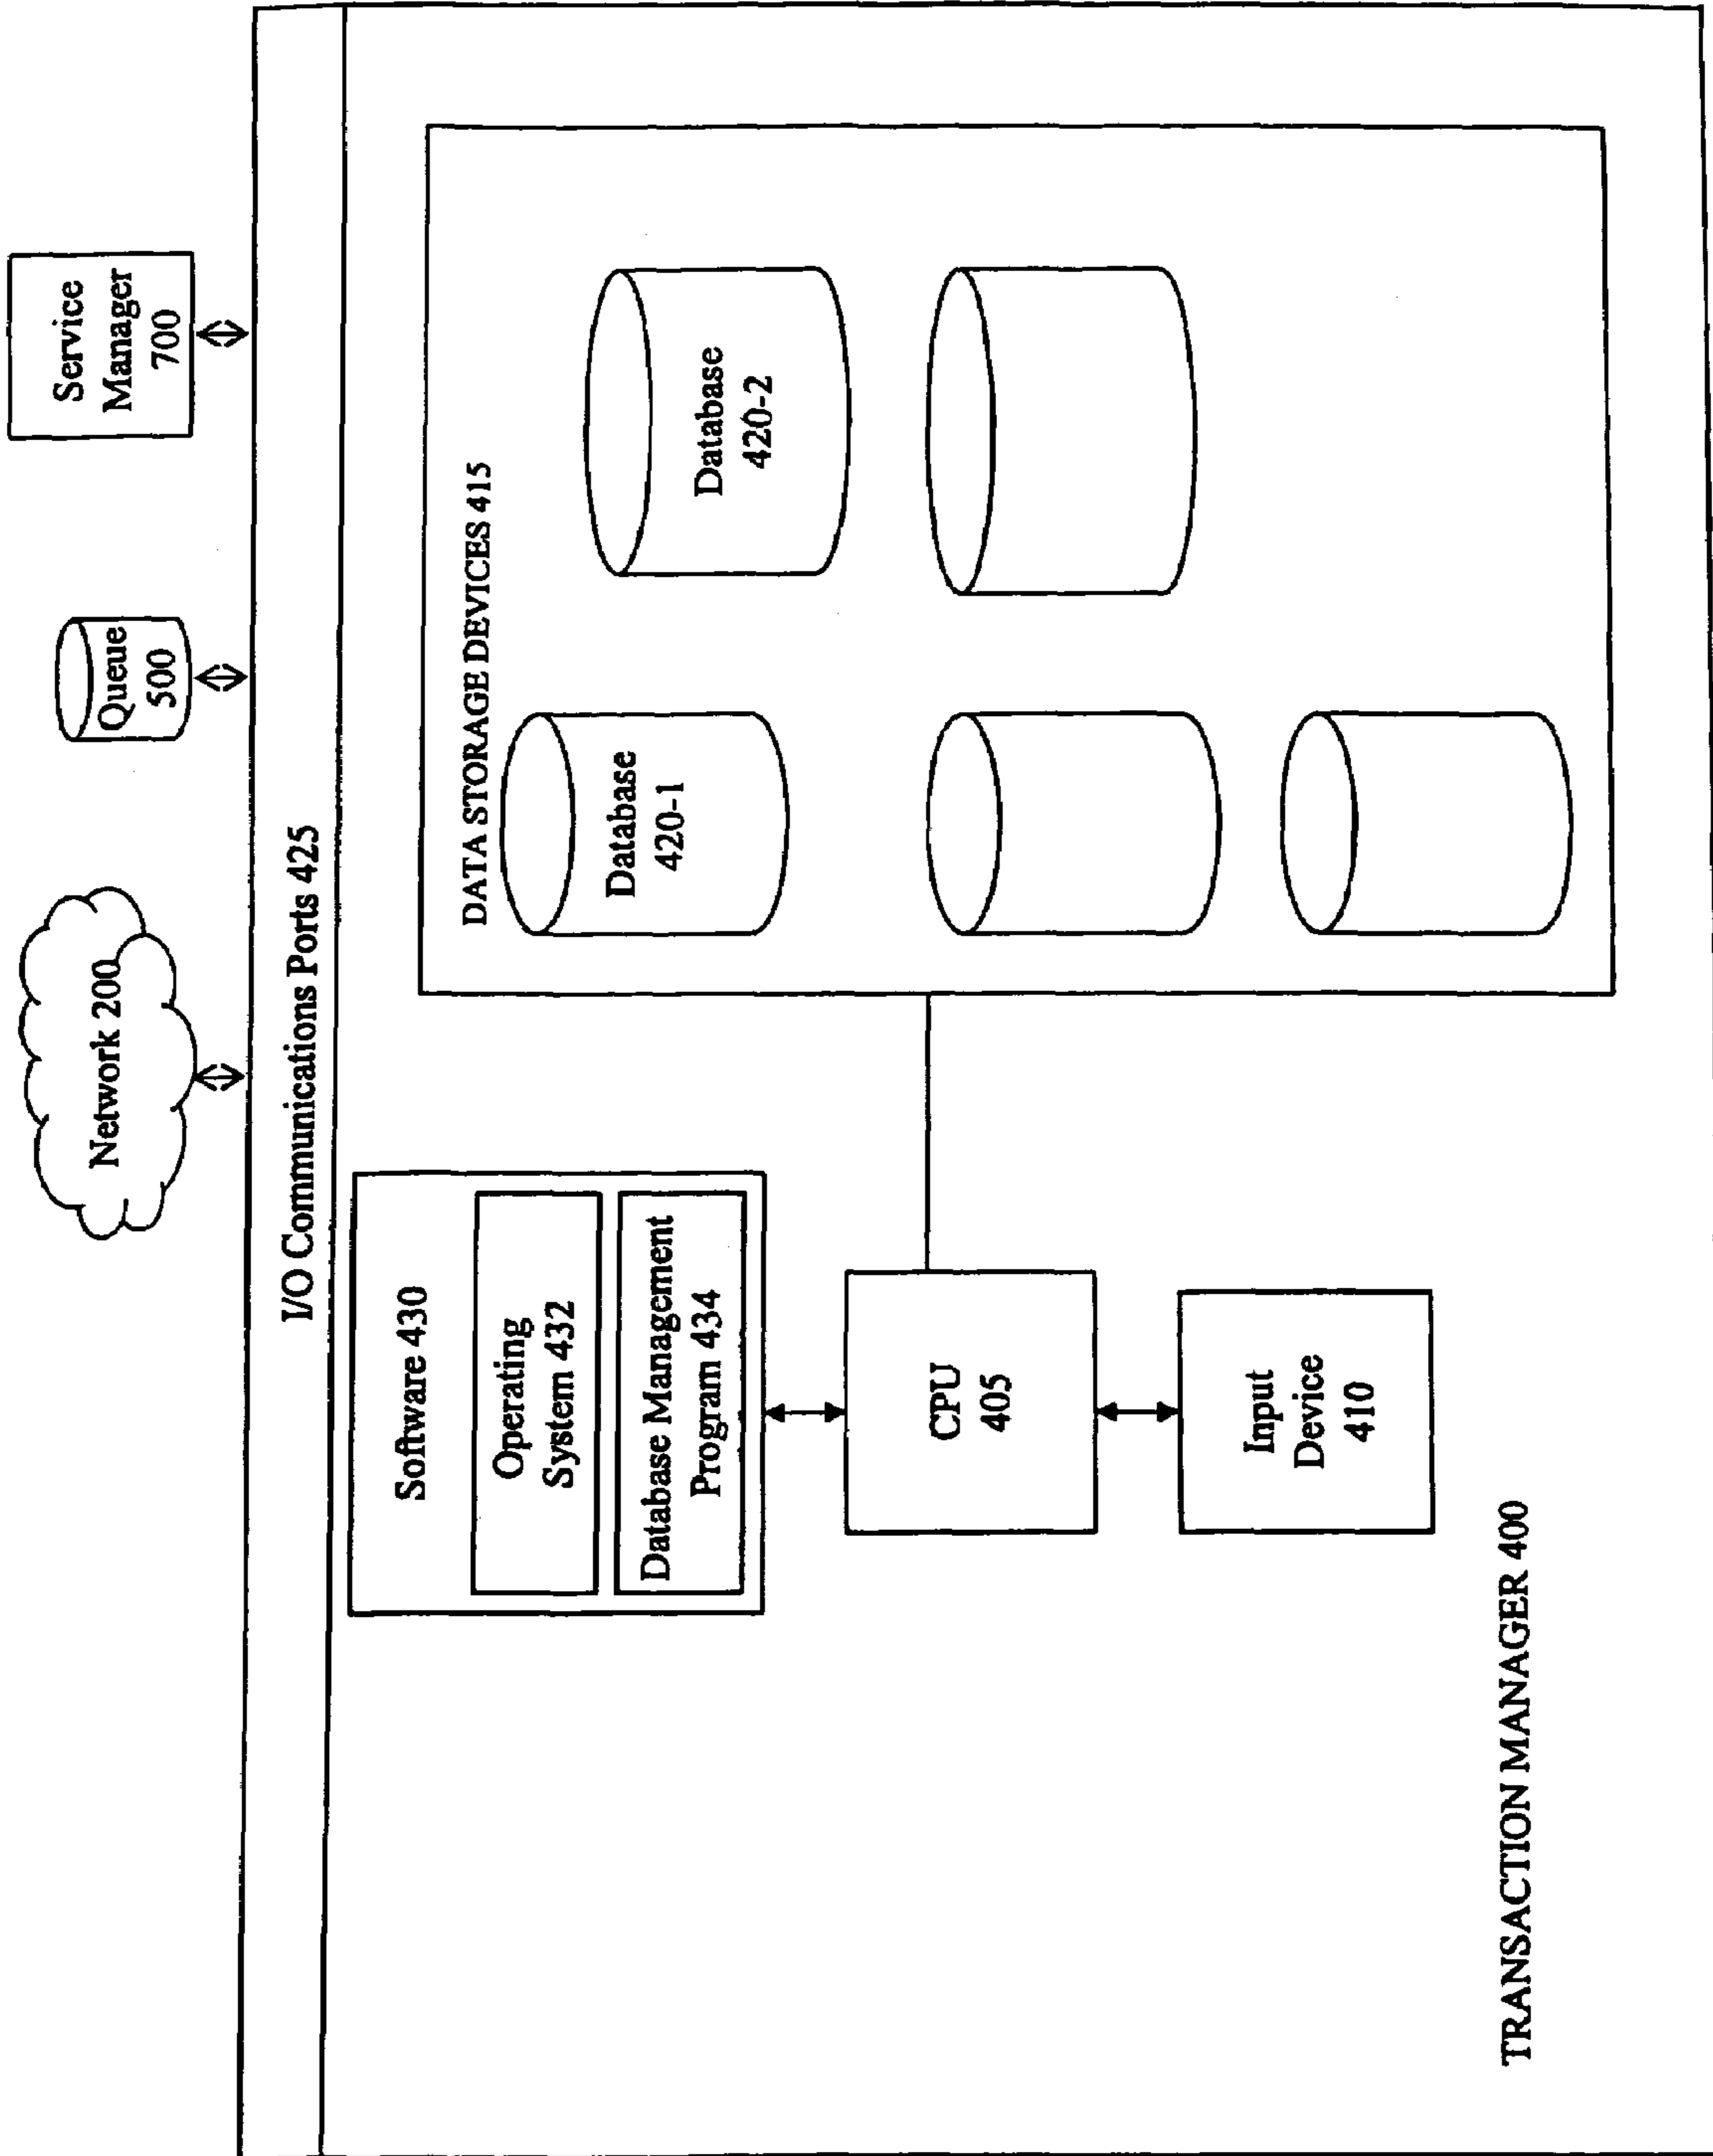 Network 200
Queue
500
Service
Manager
700
I/O Communications Ports 425
Software 430
Operating
System 432
Database Management
Program 434
CPU
405
Input
Device
410
DATA STORAGE DEVICES 415
Database
420-1
Database
420-2
TRANSACTION MANAGER 400